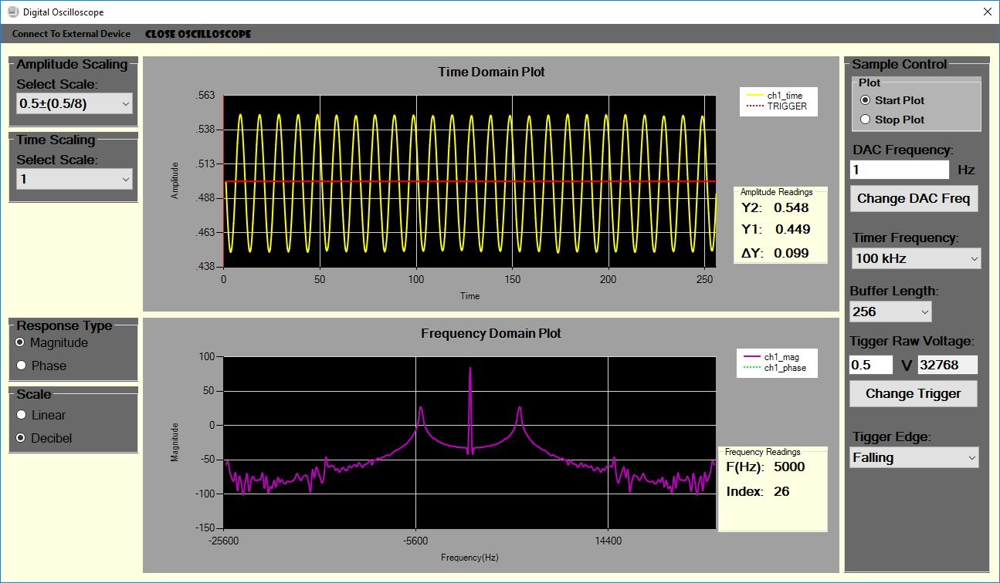 Digital Oscilloscope
Connect To External Device CLOSE OSCILLOSCOPE
Amplitude Scaling
Select Scale:
0.5±(0.5/8)
Time Scaling
Select Scale:
1
Response Type
Magnitude
Phase
Scale
Linear
Decibel
Time Domain Plot
.563
.538
.513
.488
.463
.438
Amplitude
0 50 100 150 200 250
Time
ch1_time
TRIGGER
Amplitude Readings
Y2: 0.548
Y1: 0.449
ΔY: 0.099
Frequency Domain Plot
100
50
0
-50
-100
-150
Magnitude
-25600 -5600 14400
Frequency(Hz)
ch1_mag
ch1_phase
Frequency Readings
F(Hz): 5000
Index: 26
Sample Control
Plot
Start Plot
Stop Plot
DAC Frequency:
1 Hz
Change DAC Freq
Timer Frequency:
100 kHz
Buffer Length:
256
Tigger Raw Voltage:
0.5 V 32768
Change Trigger
Tigger Edge:
Falling